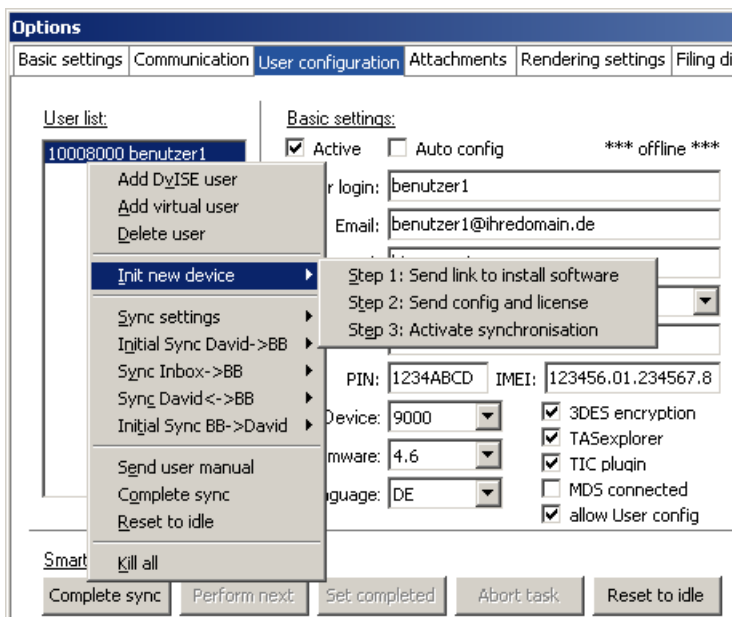 Options
Basic settings Communication User configuration Attachments Rendering settings Filing di
User list:
10008000 benutzer1
Basic settings:
Active Auto config *** offline ***
r login: benutzer1
Email: benutzer1@ihredomain.de
PIN: 1234ABCD IMEI: 123456.01.234567.8
Device: 9000
mware: 4.6
guage: DE
3DES encryption
TASexplorer
TIC plugin
MDS connected
allow User config
Add DvISE user
Add virtual user
Delete user
Init new device
Sync settings
Initial Sync David->BB
Sync Inbox->BB
Sync David<->BB
Initial Sync BB->David
Send user manual
Complete sync
Reset to idle
Kill all
Step 1: Send link to install software
Step 2: Send config and license
Step 3: Activate synchronisation
Smart
Complete sync Perform next Set completed Abort task Reset to idle